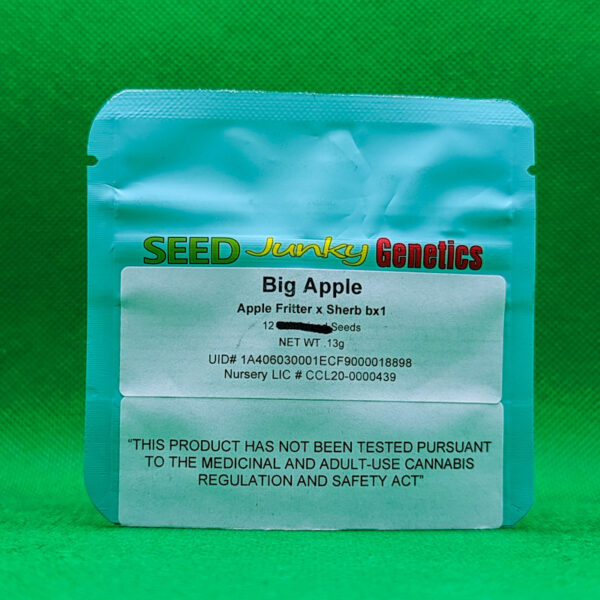 SEED Junky Genetics
Big Apple
Apple Fritter x Sherb bx1
12 Seeds
NET WT .13g
UID# 1A406030001ECF9000018898
Nursery LIC # CCL20-0000439
"THIS PRODUCT HAS NOT BEEN TESTED PURSUANT
TO THE MEDICINAL AND ADULT-USE CANNABIS
REGULATION AND SAFETY ACT"